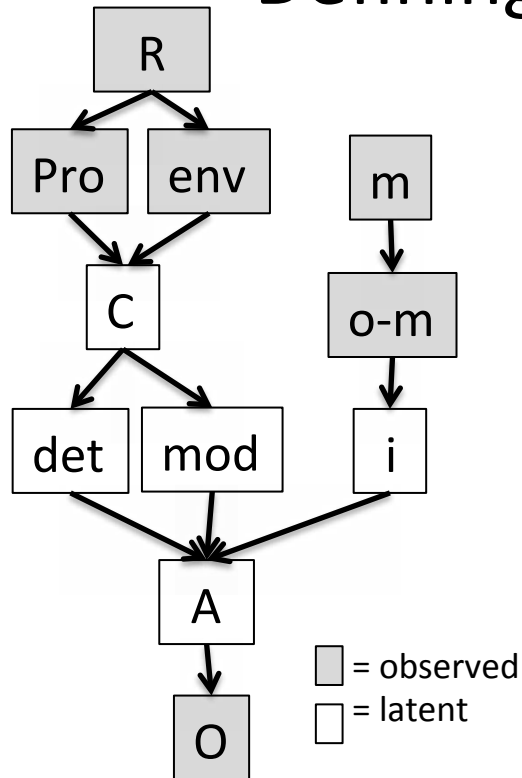 R
Pro
env
m
C
o-m
det
mod
i
A
= observed
= latent
O